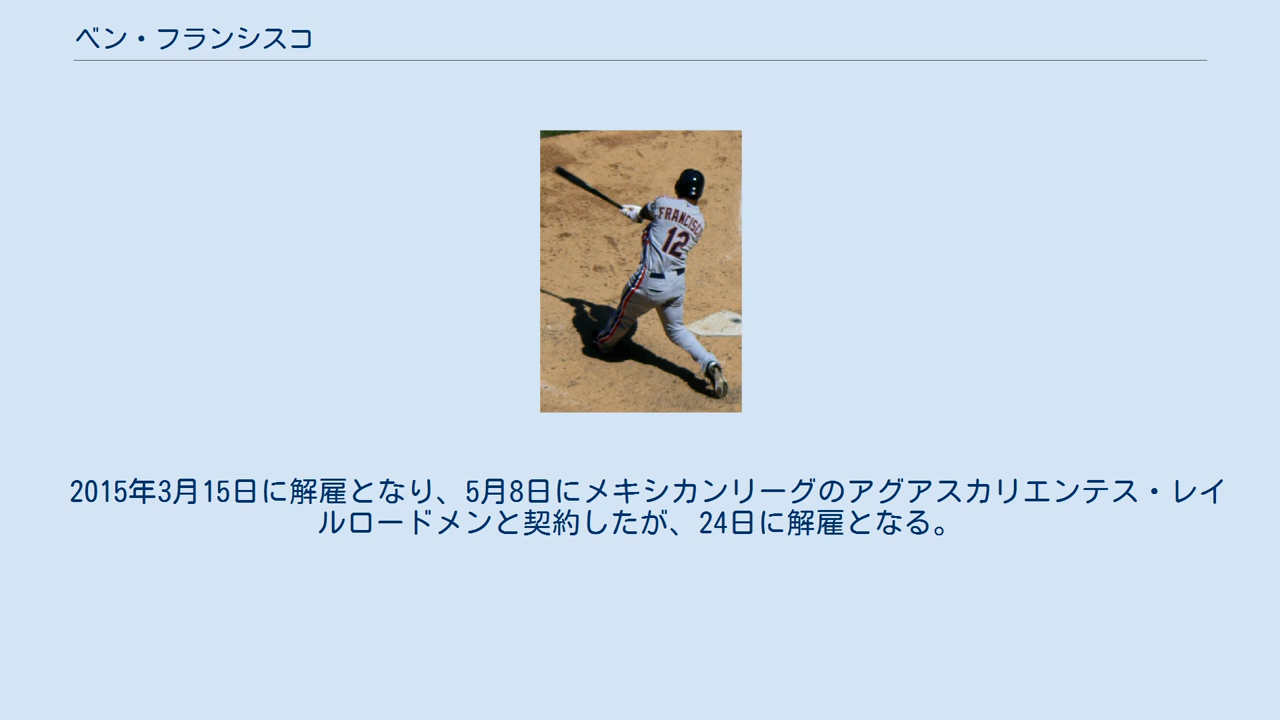 ベン・フランシスコ
FRANCISCO
12
2015年3月15日に解雇となり、5月8日にメキシカンリーグのアグアスカリエンテス・レイ
ルロードメンと契約したが、24日に解雇となる。